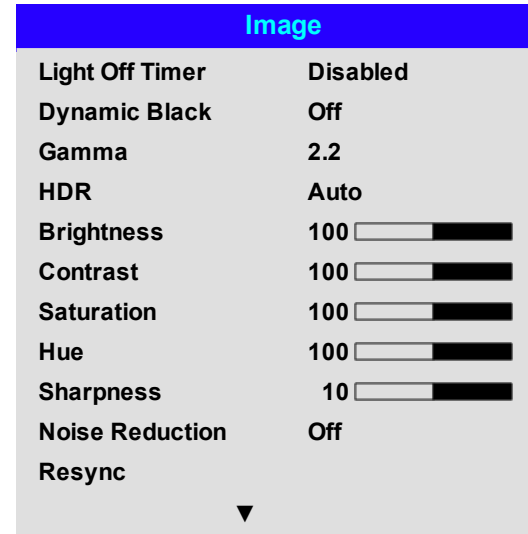 Image
Light Off Timer Disabled
Dynamic Black Off
Gamma 2.2
HDR Auto
Brightness 100
Contrast 100
Saturation 100
Hue 100
Sharpness 10
Noise Reduction Off
Resync
▼